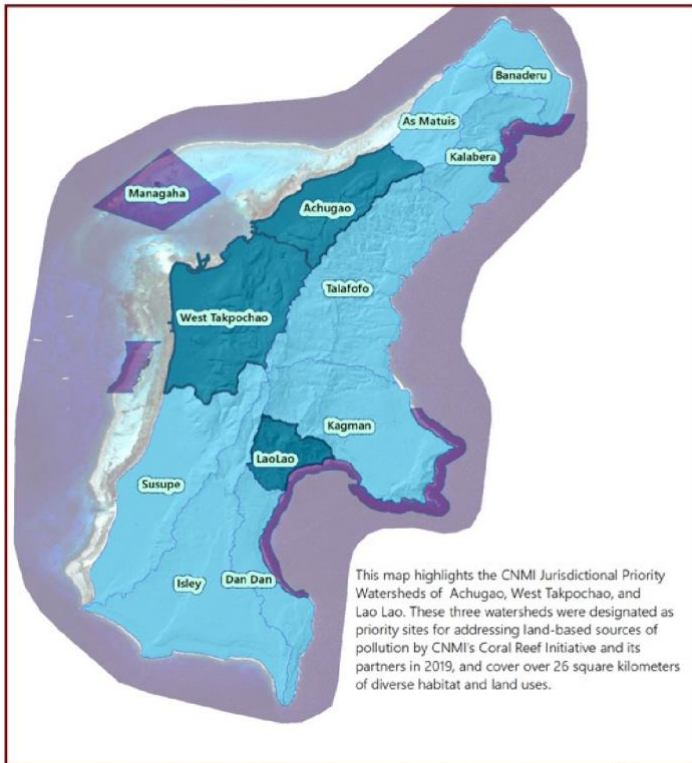 Banaderu
As Matuis
Kalabera
Managaha
Achugao
Talafofo
West Takpochao
Kagman
LaoLao
Susupe
Isley
Dan Dan
This map highlights the CNMI Jurisdictional Priority
Watersheds of Achugao, West Takpochao, and
Lao Lao. These three watersheds were designated as
priority sites for addressing land-based sources of
pollution by CNMI's Coral Reef Initiative and its
partners in 2019, and cover over 26 square kilometers
of diverse habitat and land uses.